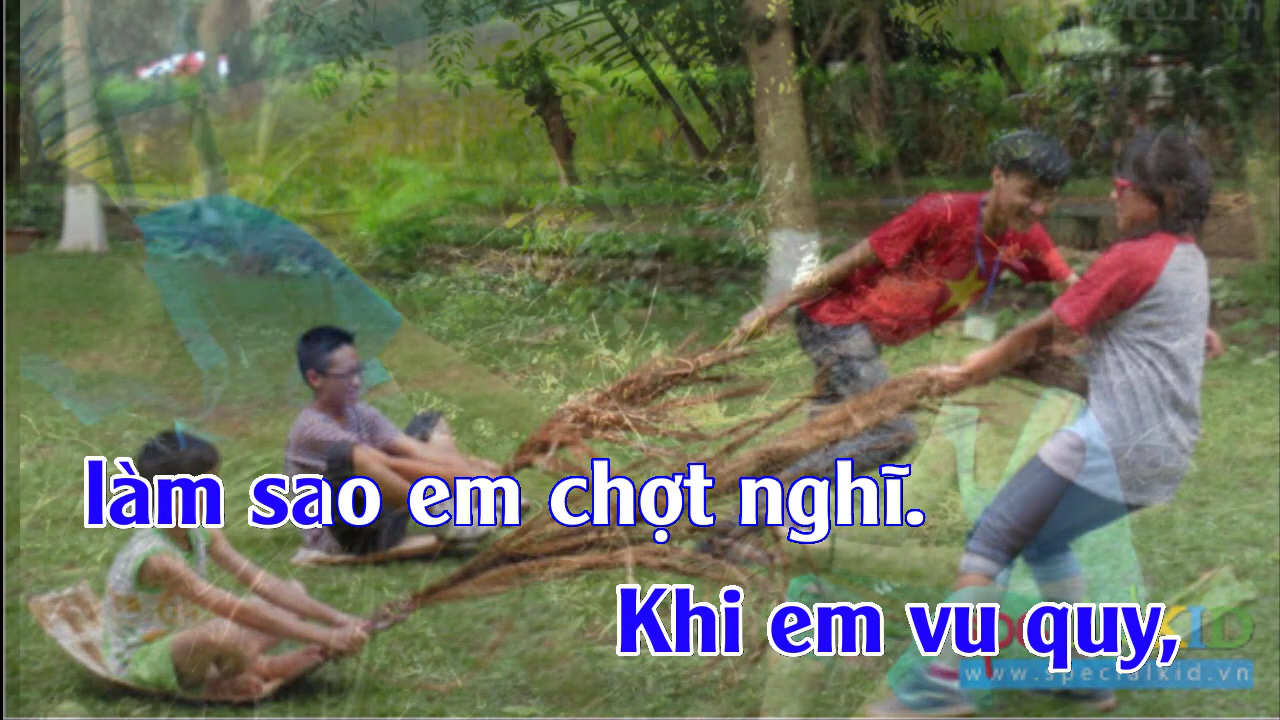 làm sao em chợt nghĩ.
Khi em vu quy,
www.specialkid.vn